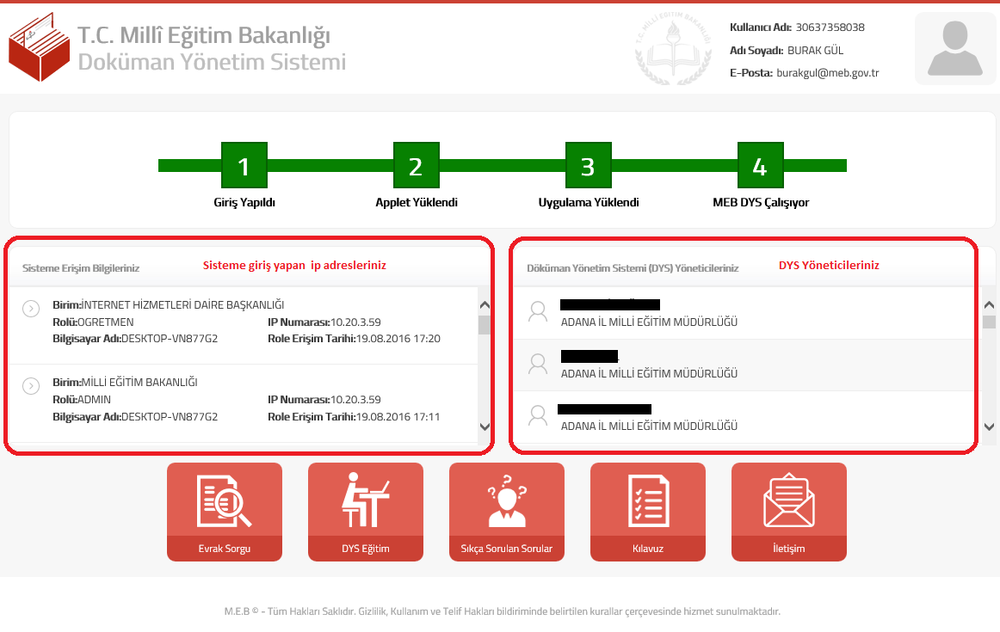 T.C. Millî Eğitim Bakanlığı
Doküman Yönetim Sistemi
T.C. MİLLİ EĞİTİM BAKANLIĞI
Kullanıcı Adı: 30637358038
Adı Soyadı: BURAK GÜL
E-Posta: burakgul@meb.gov.tr
1 2 3 4
Giriş Yapıldı Applet Yüklendi Uygulama Yüklendi MEB DYS Çalışıyor
Sisteme Erişim Bilgileriniz Sisteme giriş yapan ip adresleriniz
Birim:İNTERNET HİZMETLERİ DAİRE BAŞKANLIĞI
Rolü:OGRETMEN IP Numarası:10.20.3.59
Bilgisayar Adı:DESKTOP-VN877G2 Role Erişim Tarihi:19.08.2016 17:20
Birim:MİLLİ EĞİTİM BAKANLIĞI
Rolü:ADMIN IP Numarası:10.20.3.59
Bilgisayar Adı:DESKTOP-VN877G2 Role Erişim Tarihi:19.08.2016 17:11
Döküman Yönetim Sistemi (DYS) Yöneticileriniz DYS Yöneticileriniz
ADANA İL MİLLİ EĞİTİM MÜDÜRLÜĞÜ
ADANA İL MİLLİ EĞİTİM MÜDÜRLÜĞÜ
ADANA İL MİLLİ EĞİTİM MÜDÜRLÜĞÜ
Evrak Sorgu DYS Eğitim Sıkça Sorulan Sorular Kılavuz İletişim
M.E.B © - Tüm Hakları Saklıdır. Gizlilik, Kullanım ve Telif Hakları bildiriminde belirtilen kurallar çerçevesinde hizmet sunulmaktadır.